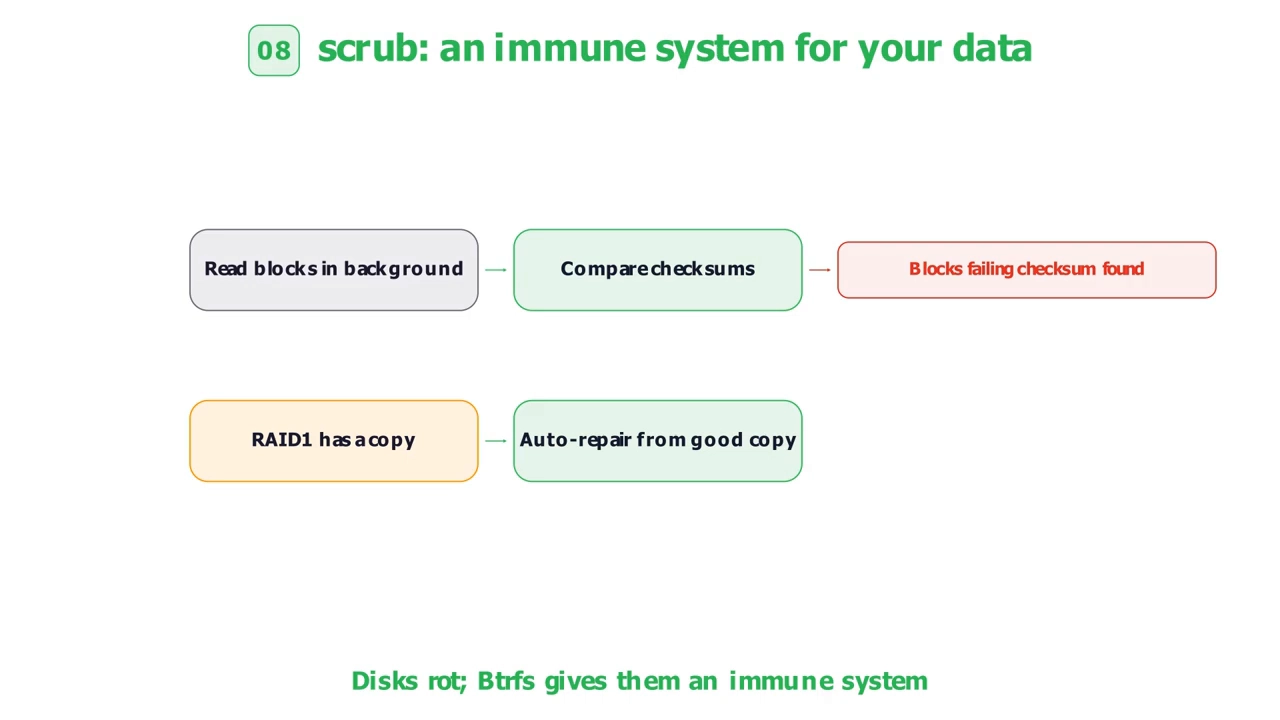 08 scrub: an immune system for your data
Read blocks in background
Compare checksums
Blocks failing checksum found
RAID1 has a copy
Auto-repair from good copy
Disks rot; Btrfs gives them an immune system